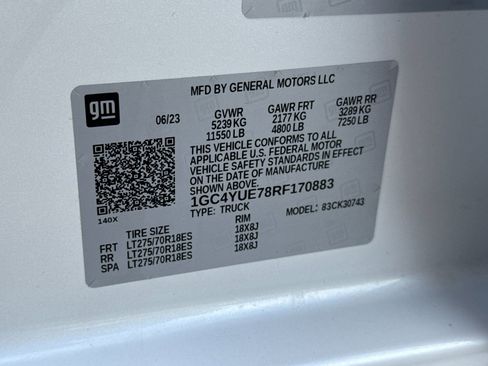 MFD BY GENERAL MOTORS LLC
gm
06/23 GVWR GAWR FRT GAWR RR
5239 KG 2177 KG 3289 KG
11550 LB 4800 LB 7250 LB
THIS VEHICLE CONFORMS TO ALL
APPLICABLE U.S. FEDERAL MOTOR
VEHICLE SAFETY STANDARDS IN EFFECT
ON THE DATE OF MANUFACTURE
SHOWN ABOVE.
1GC4YUE78RF170883
TYPE: TRUCK MODEL: 83CK30743
140X
TIRE SIZE RIM
FRT LT275/70R18ES 18X8J
RR LT275/70R18ES 18X8J
SPA LT275/70R18ES 18X8J